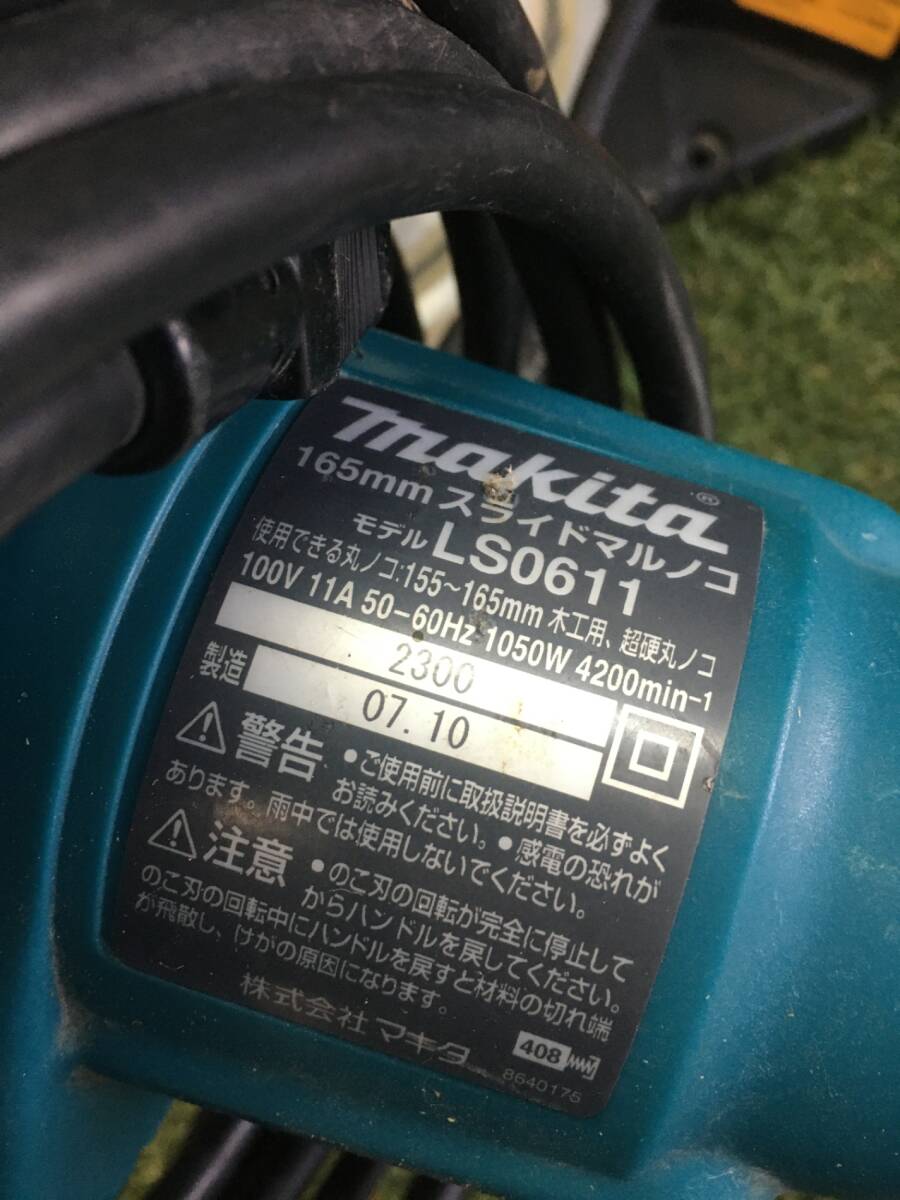 makita®
165mm スライドマルノコ
モデル LS0611
使用できる丸ノコ:155~165mm 木工用、超硬丸ノコ
100V 11A 50-60Hz 1050W 4200min-1
2300
製造 07.10
警告 •ご使用前に取扱説明書を必ずよく
お読みください。•感電の恐れが
あります。雨中では使用しないでください。
注意 •のこ刃の回転が完全に停止して
からハンドルを戻してください。
のこ刃の回転中にハンドルを戻すと材料の切れ端
が飛散し、けがの原因になります。
株式会社 マキタ
408
8640175